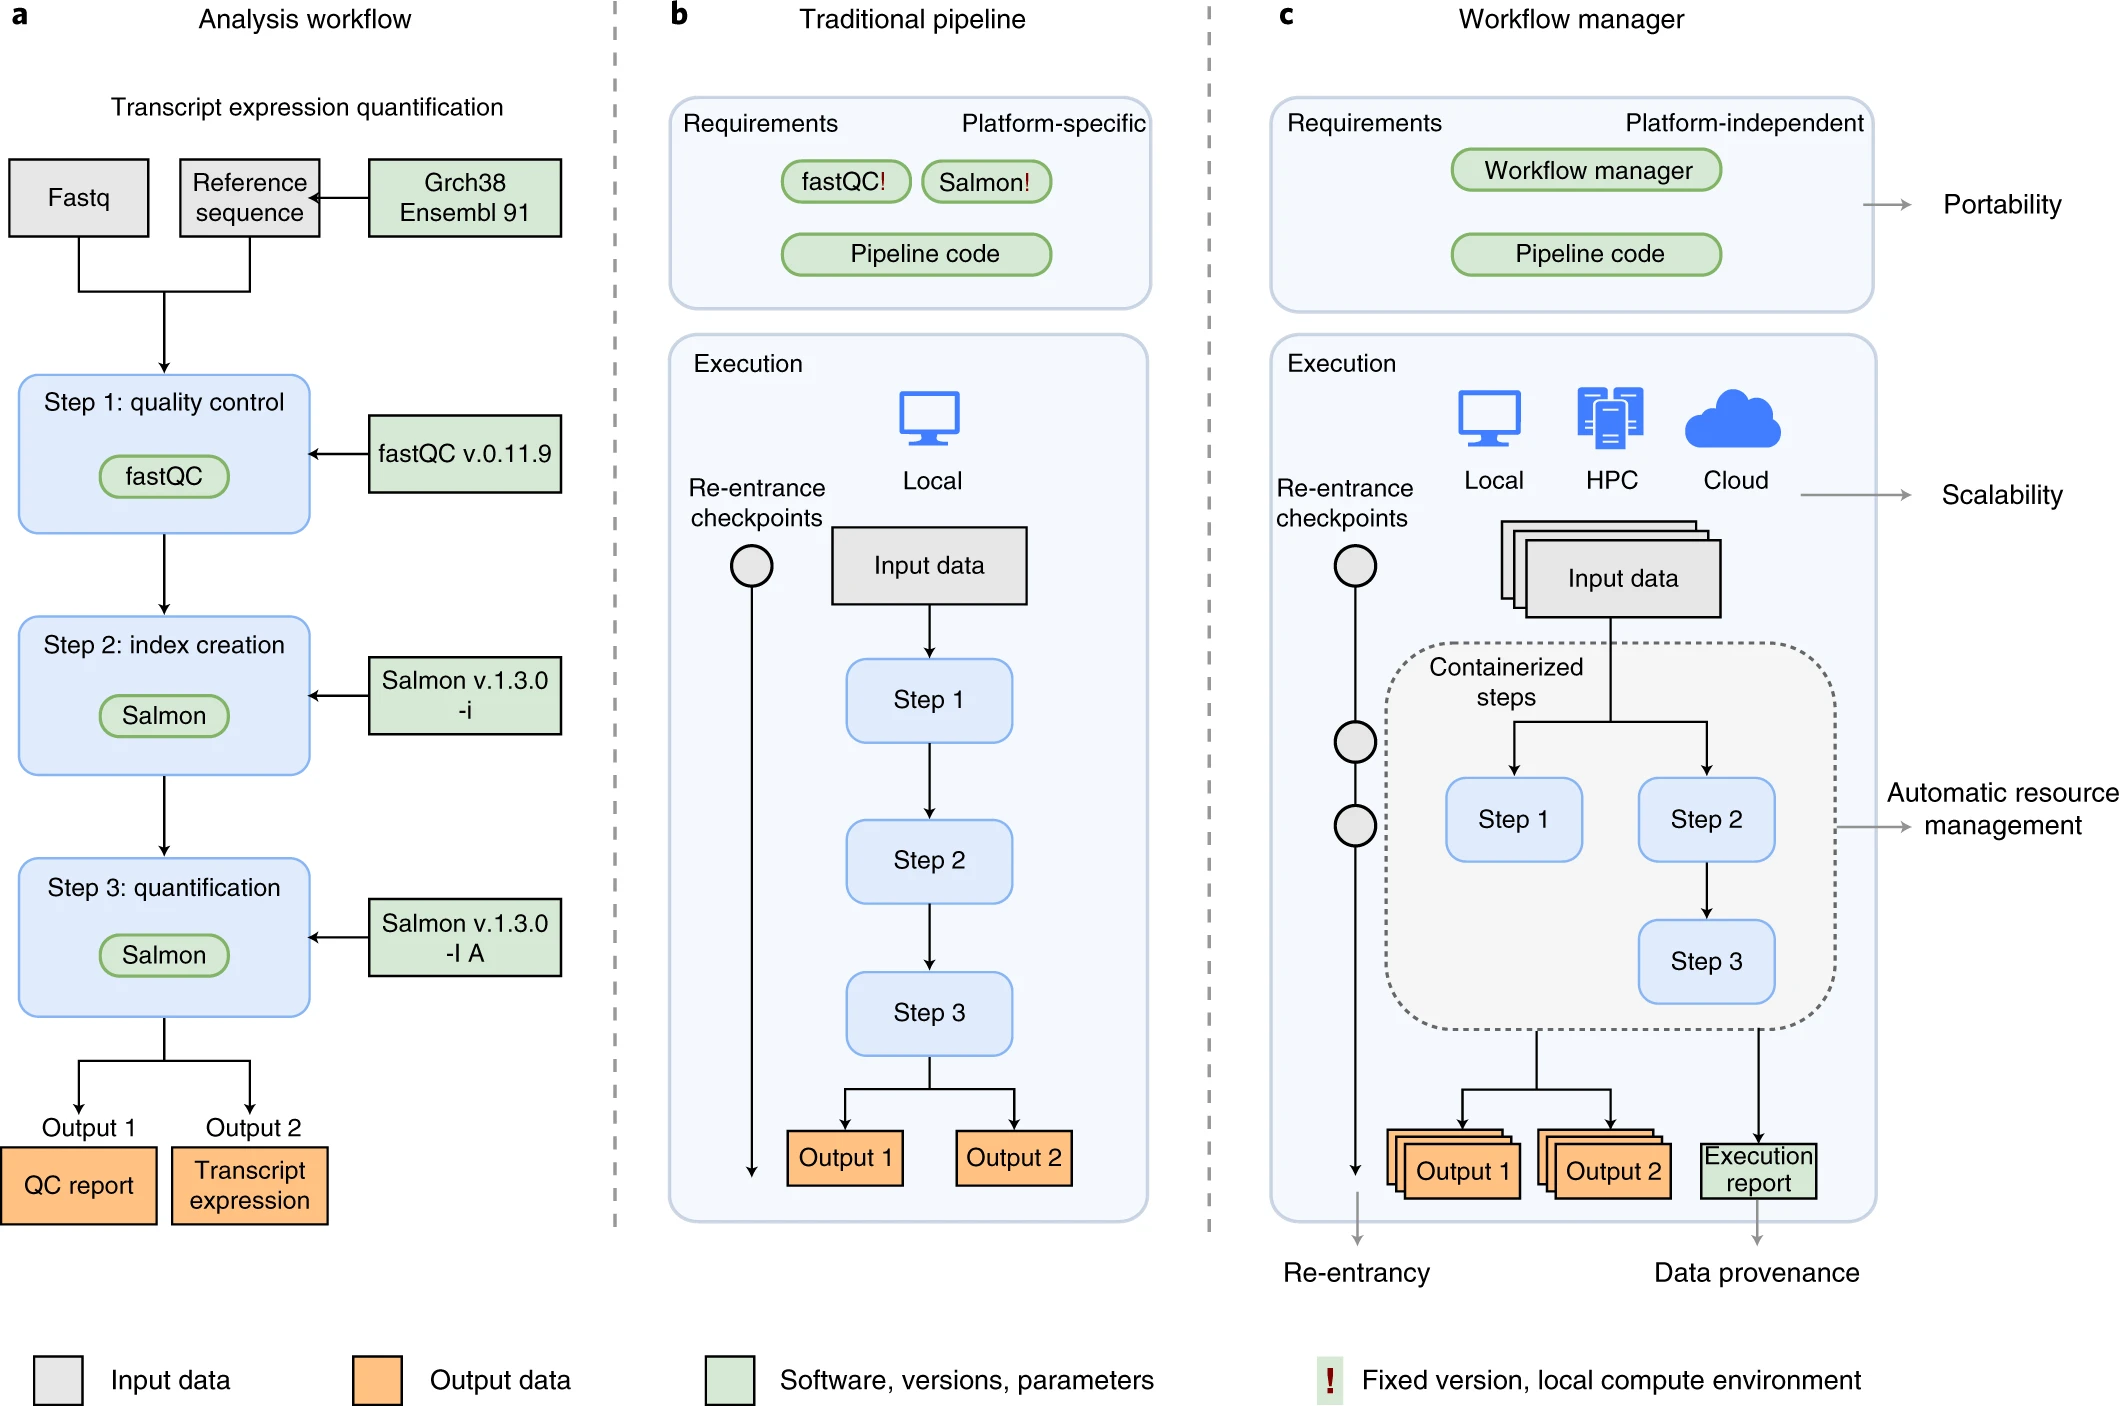 a
Analysis workflow
Transcript expression quantification
Fastq
Reference
sequence
Grch38
Ensembl 91
Step 1: quality control
fastQC
fastQC v.0.11.9
Step 2: index creation
Salmon
Salmon v.1.3.0
-i
Step 3: quantification
Salmon
Salmon v.1.3.0
-l A
Output 1
QC report
Output 2
Transcript
expression
b
Traditional pipeline
Requirements
Platform-specific
fastQC!
Salmon!
Pipeline code
Execution
Local
Re-entrance
checkpoints
Input data
Step 1
Step 2
Step 3
Output 1
Output 2
c
Workflow manager
Requirements
Platform-independent
Workflow manager
Pipeline code
Portability
Execution
Local
HPC
Cloud
Scalability
Re-entrance
checkpoints
Input data
Containerized
steps
Step 1
Step 2
Step 3
Automatic resource
management
Output 1
Output 2
Execution
report
Re-entrancy
Data provenance
Input data
Output data
Software, versions, parameters
! Fixed version, local compute environment